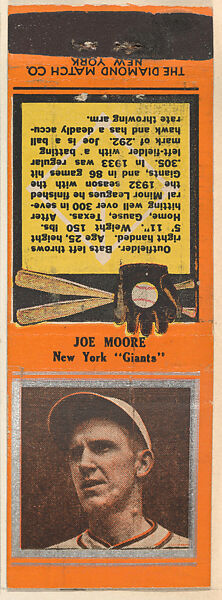 THE DIAMOND MATCH CO.
NEW YORK
Outfielder. Bats left throws
right handed. Age 25, height
5' 11". Weight 150 lbs.
Home Gause, Texas. After
hitting well over 300 in seve-
ral Minor Leagues he finished
the 1932 season with the
Giants, and in 86 games hit
.305. In 1933 was regular
left-fielder with a batting
mark of .292. Joe is a ball
hawk and has a deadly accu-
rate throwing arm.
JOE MOORE
New York "Giants"